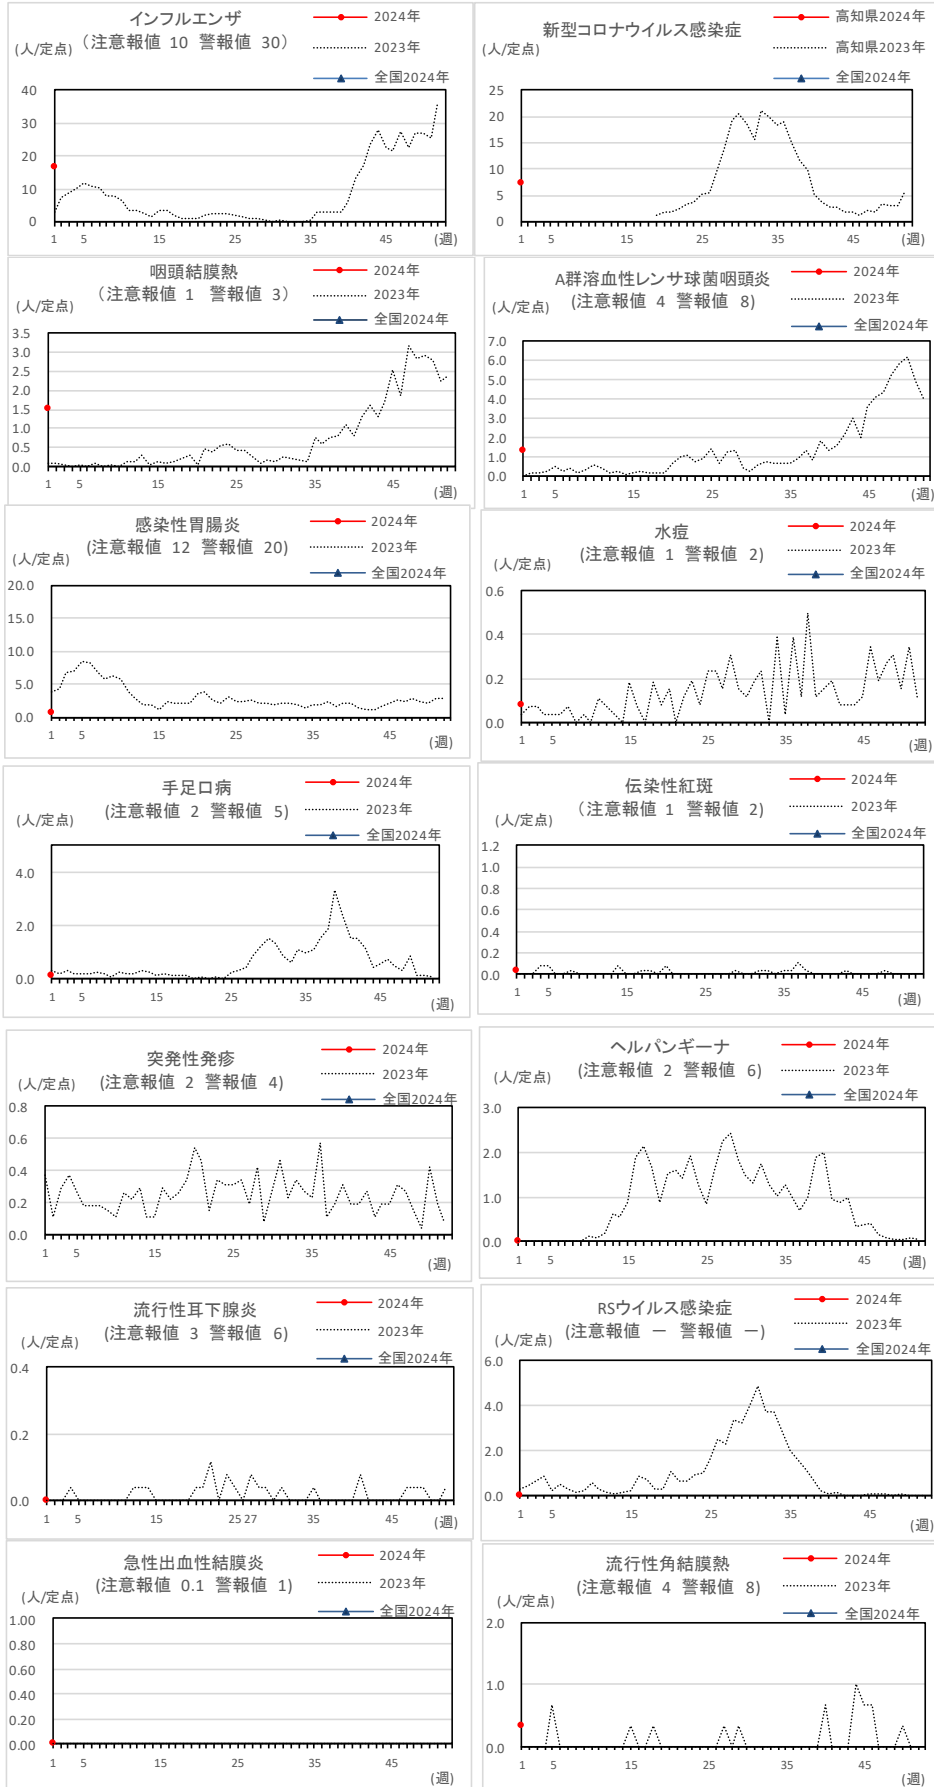 インフルエンザ
(人/定点)
（注意報値 10 警報値 30）
2024年
2023年
全国2024年
40
30
20
10
0
1
5
15
25
35
45
(週)
新型コロナウイルス感染症
(人/定点)
高知県2024年
高知県2023年
全国2024年
25
20
15
10
5
0
1
5
15
25
35
45
(週)
咽頭結膜熱
(人/定点)
（注意報値 1 警報値 3）
2024年
2023年
全国2024年
3.5
3.0
2.5
2.0
1.5
1.0
0.5
0.0
1
5
15
25
35
45
(週)
A群溶血性レンサ球菌咽頭炎
(注意報値 4 警報値 8)
(人/定点)
2024年
2023年
全国2024年
7.0
6.0
5.0
4.0
3.0
2.0
1.0
0.0
1
5
15
25
35
45
(週)
感染性胃腸炎
(注意報値 12 警報値 20)
(人/定点)
2024年
2023年
全国2024年
20.0
15.0
10.0
5.0
0.0
1
5
15
25
35
45
(週)
水痘
(注意報値 1 警報値 2)
(人/定点)
2024年
2023年
全国2024年
0.6
0.4
0.2
0.0
1
5
15
25
35
45
(週)
手足口病
(注意報値 2 警報値 5)
(人/定点)
2024年
2023年
全国2024年
4.0
2.0
0.0
1
5
15
25
35
45
(週)
伝染性紅斑
（注意報値 1 警報値 2)
(人/定点)
2024年
2023年
全国2024年
1.2
1.0
0.8
0.6
0.4
0.2
0.0
1
5
15
25
35
45
(週)
突発性発疹
(注意報値 2 警報値 4)
(人/定点)
2024年
2023年
全国2024年
0.8
0.6
0.4
0.2
0.0
1
5
15
25
35
45
(週)
ヘルパンギーナ
(注意報値 2 警報値 6)
(人/定点)
2024年
2023年
全国2024年
3.0
2.0
1.0
0.0
1
5
15
25
35
45
(週)
流行性耳下腺炎
(注意報値 3 警報値 6)
(人/定点)
2024年
2023年
全国2024年
0.4
0.2
0.0
1
5
15
25 27
35
45
(週)
RSウイルス感染症
(注意報値 ー 警報値 ー)
(人/定点)
2024年
2023年
全国2024年
6.0
4.0
2.0
0.0
1
5
15
25
35
45
(週)
急性出血性結膜炎
(注意報値 0.1 警報値 1)
(人/定点)
2024年
2023年
全国2024年
1.00
0.80
0.60
0.40
0.20
0.00
1
5
15
25
35
45
(週)
流行性角結膜熱
(注意報値 4 警報値 8)
(人/定点)
2024年
2023年
全国2024年
2.0
1.0
0.0
1
5
15
25
35
45
(週)